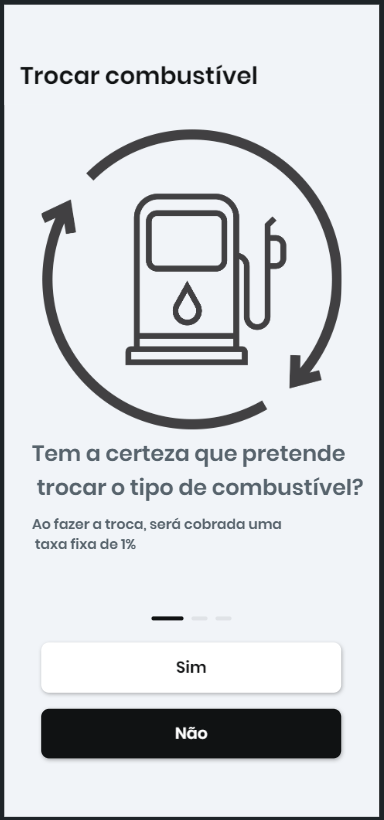 Trocar combustível
Tem a certeza que pretende
trocar o tipo de combustível?
Ao fazer a troca, será cobrada uma
taxa fixa de 1%
Sim
Não